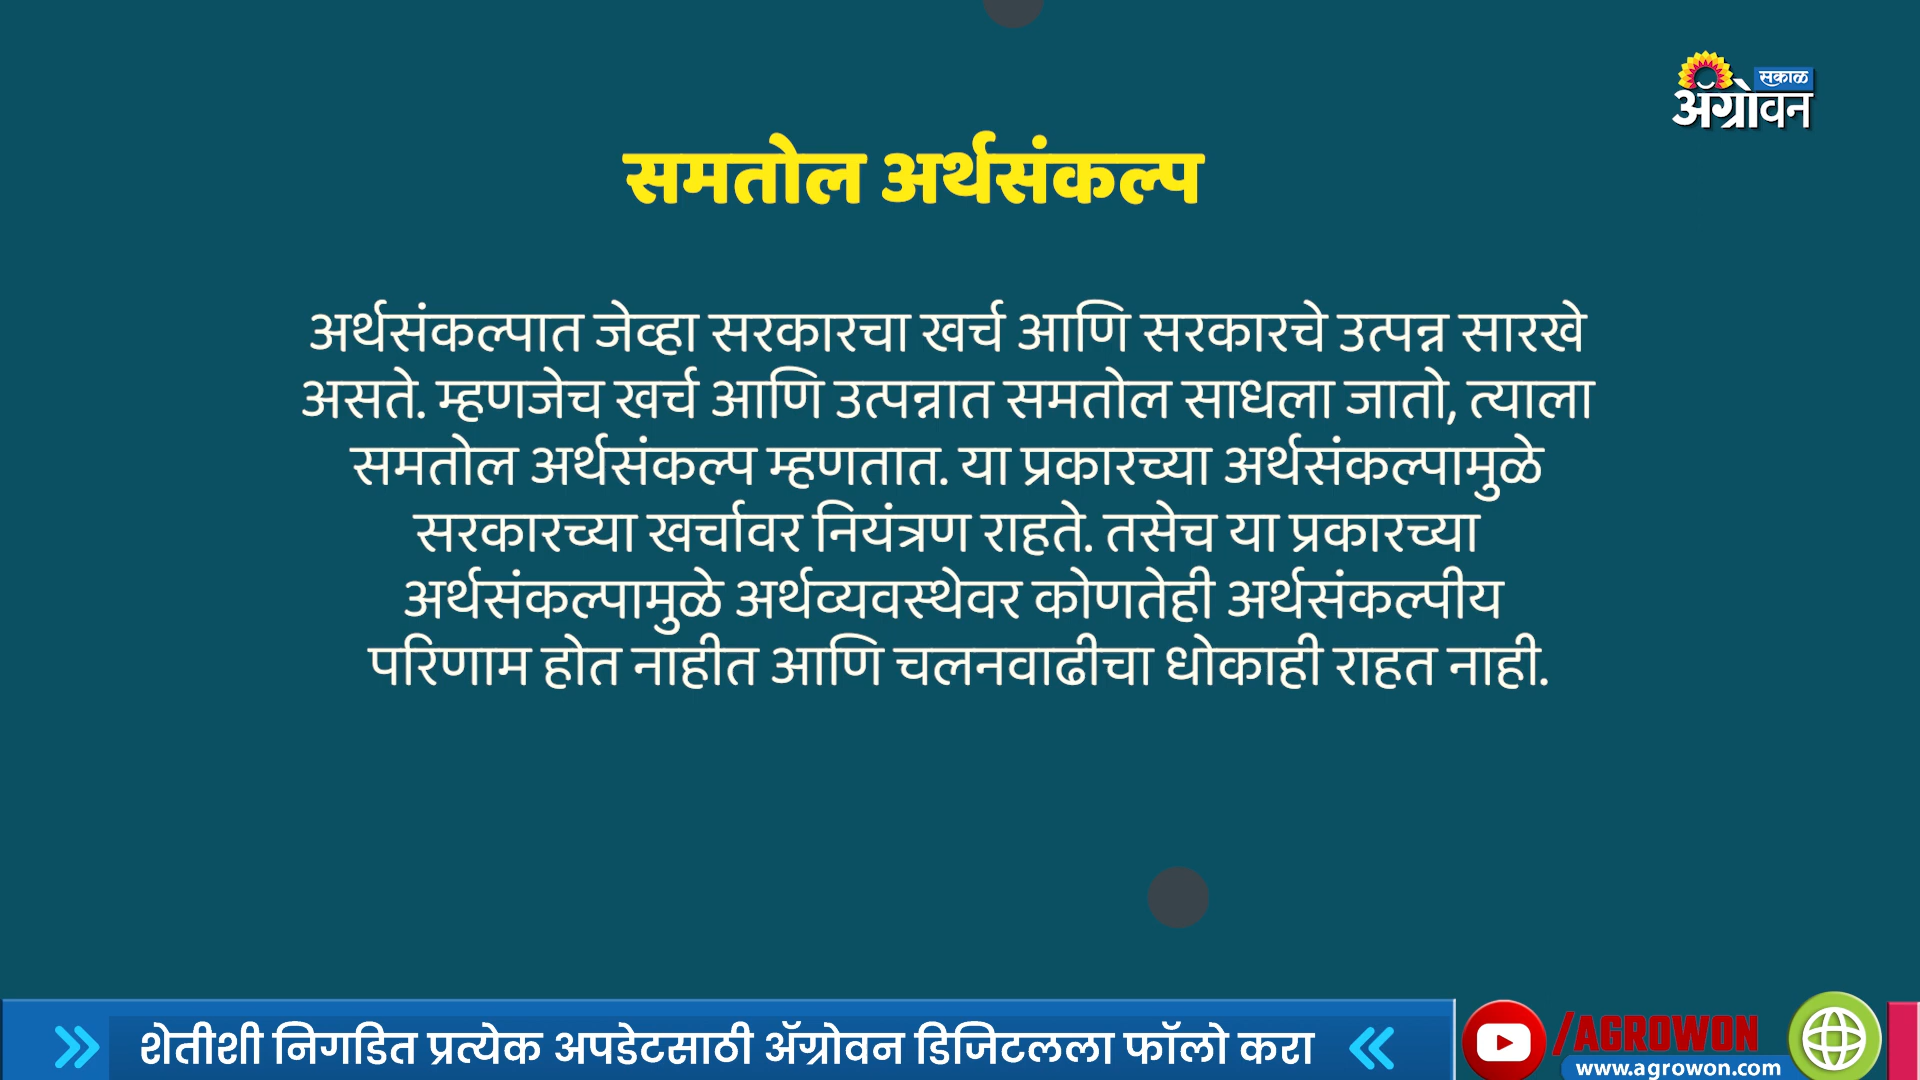 सकाळ
ॲग्रोवन
समतोल अर्थसंकल्प
अर्थसंकल्पात जेव्हा सरकारचा खर्च आणि सरकारचे उत्पन्न सारखे
असते. म्हणजेच खर्च आणि उत्पन्नात समतोल साधला जातो, त्याला
समतोल अर्थसंकल्प म्हणतात. या प्रकारच्या अर्थसंकल्पामुळे
सरकारच्या खर्चावर नियंत्रण राहते. तसेच या प्रकारच्या
अर्थसंकल्पामुळे अर्थव्यवस्थेवर कोणतेही अर्थसंकल्पीय
परिणाम होत नाहीत आणि चलनवाढीचा धोकाही राहत नाही.
शेतीशी निगडित प्रत्येक अपडेटसाठी ॲग्रोवन डिजिटलला फॉलो करा
/AGROWON
www.agrowon.com